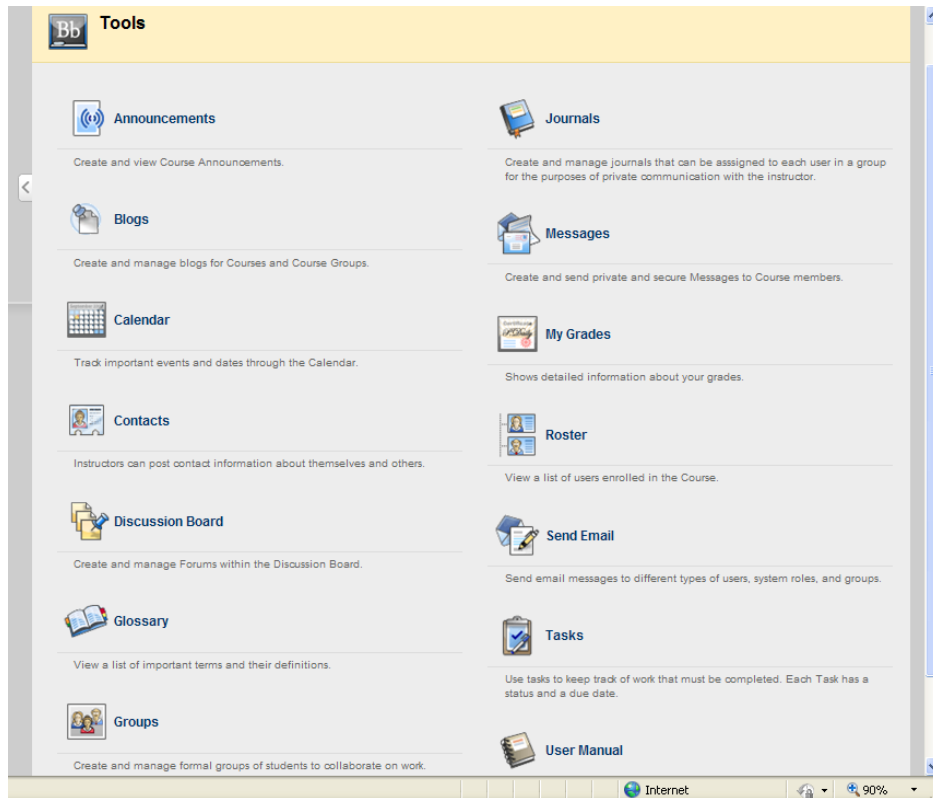 Bb Tools
Announcements
Create and view Course Announcements.
Blogs
Create and manage blogs for Courses and Course Groups.
Calendar
Track important events and dates through the Calendar.
Contacts
Instructors can post contact information about themselves and others.
Discussion Board
Create and manage Forums within the Discussion Board.
Glossary
View a list of important terms and their definitions.
Groups
Create and manage formal groups of students to collaborate on work.
Journals
Create and manage journals that can be asssigned to each user in a group
for the purposes of private communication with the instructor.
Messages
Create and send private and secure Messages to Course members.
My Grades
Shows detailed information about your grades.
Roster
View a list of users enrolled in the Course.
Send Email
Send email messages to different types of users, system roles, and groups.
Tasks
Use tasks to keep track of work that must be completed. Each Task has a
status and a due date.
User Manual
Internet
90%